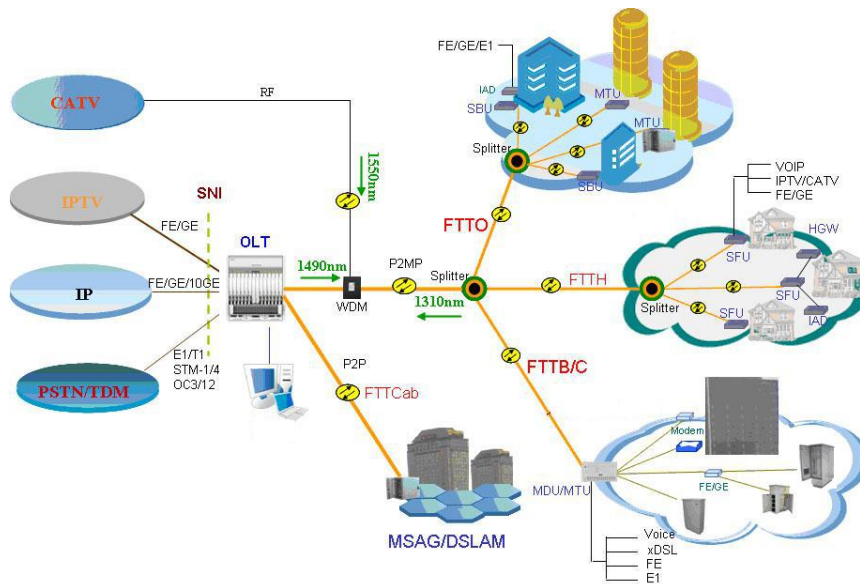 FE/GE/E1
IAD
SBU
MTU
MTU
Splitter
SBU
CATV
RF
1550nm
IPTV
SNI
FE/GE
OLT
FTTO
VOIP
IPTV/CATV
FE/GE
HGW
SFU
IP
FE/GE/10GE
1490nm
P2MP
Splitter
FTTH
SFU
WDM
1310nm
Splitter
SFU
IAD
PSTN/TDM
E1/T1
STM-1/4
OC3/12
P2P
FTTCab
FTTB/C
Modem
FE/GE
MDU/MTU
MSAG/DSLAM
Voice
xDSL
FE
E1